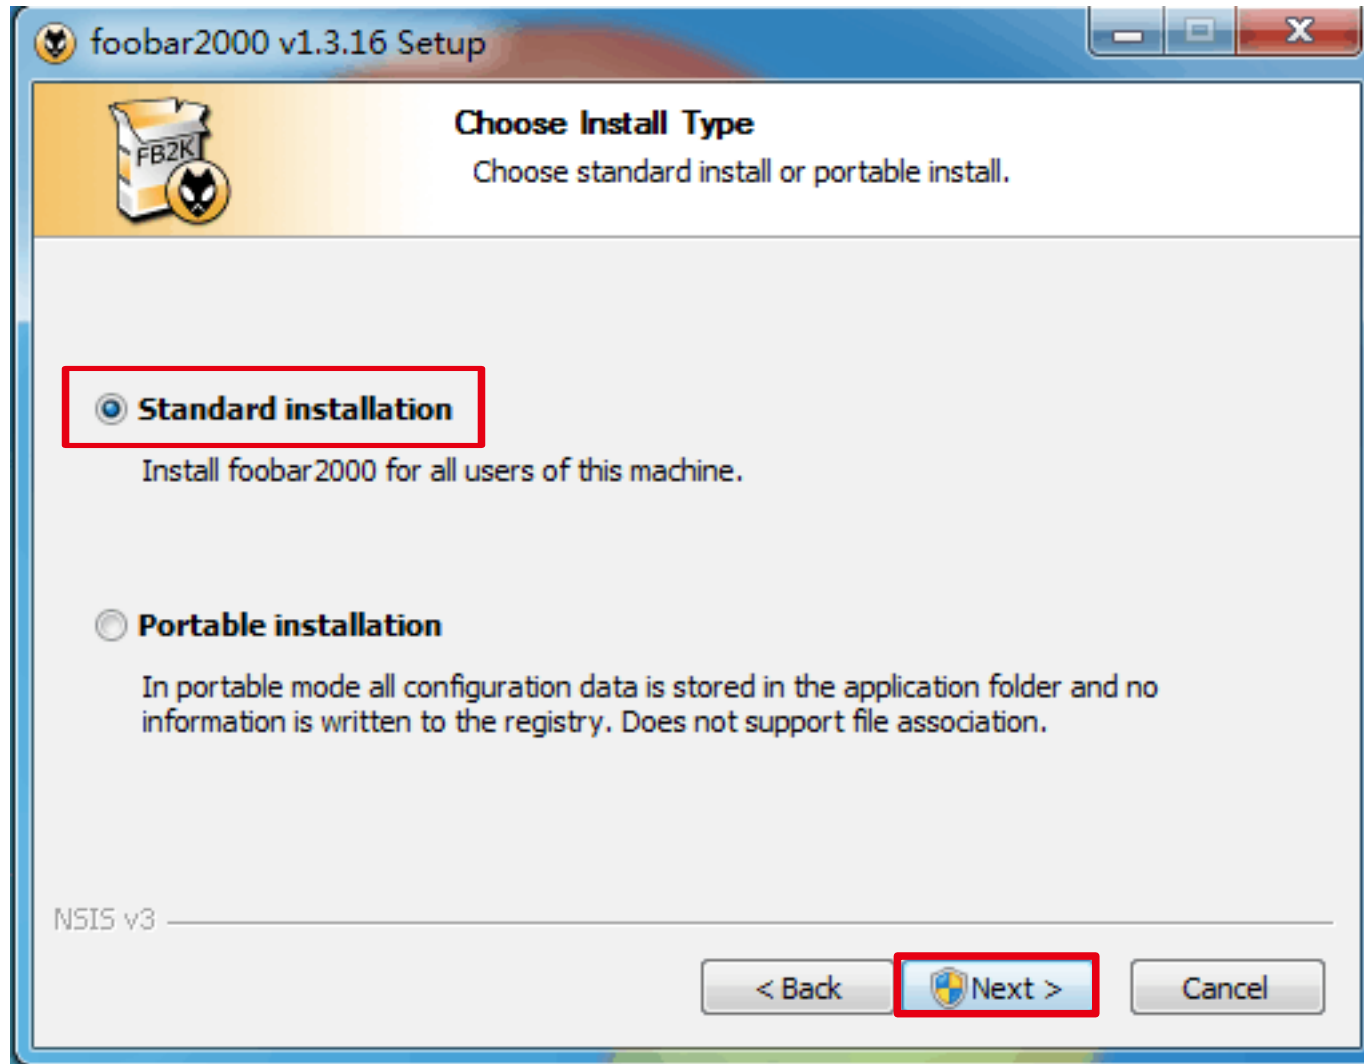 foobar2000 v1.3.16 Setup
FB2K
Choose Install Type
Choose standard install or portable install.
Standard installation
Install foobar2000 for all users of this machine.
Portable installation
In portable mode all configuration data is stored in the application folder and no
information is written to the registry. Does not support file association.
NSIS v3
< Back
Next >
Cancel